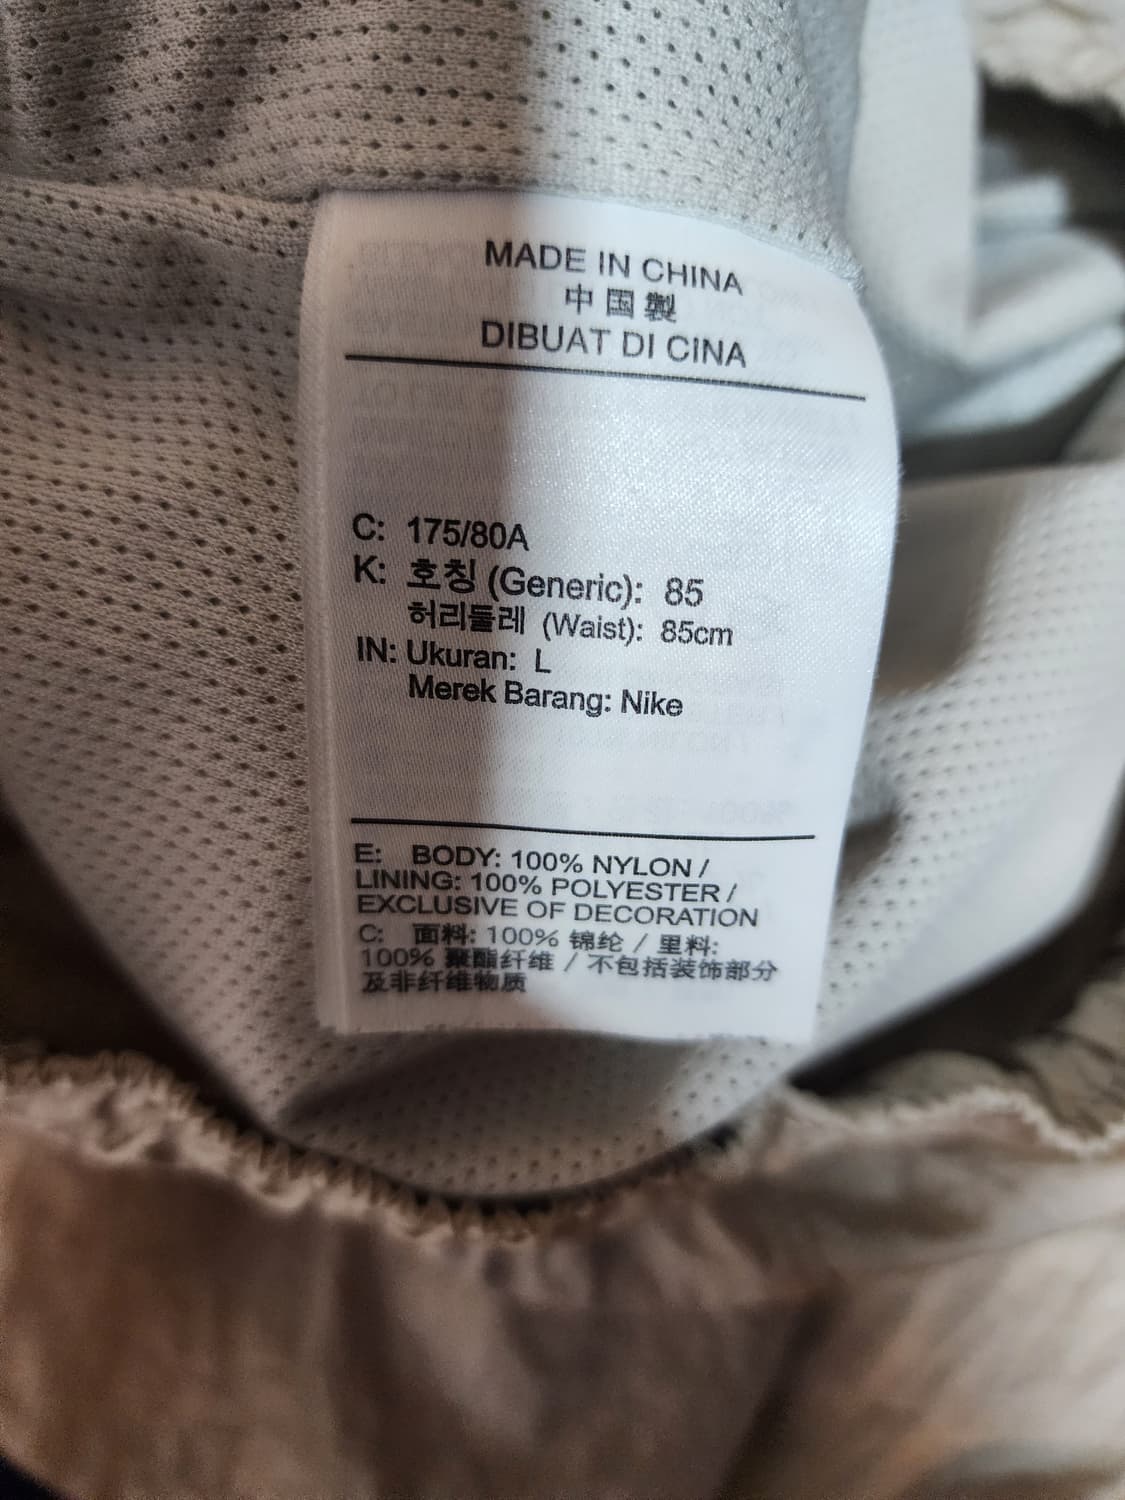 MADE IN CHINA
中国製
DIBUAT DI CINA
C: 175/80A
K: 호칭 (Generic): 85
허리둘레 (Waist): 85cm
IN: Ukuran: L
Merek Barang: Nike
E: BODY: 100% NYLON /
LINING: 100% POLYESTER /
EXCLUSIVE OF DECORATION
C: 面料: 100% 锦纶 / 里料:
100% 聚酯纤维 / 不包括装饰部分
及非纤维物质